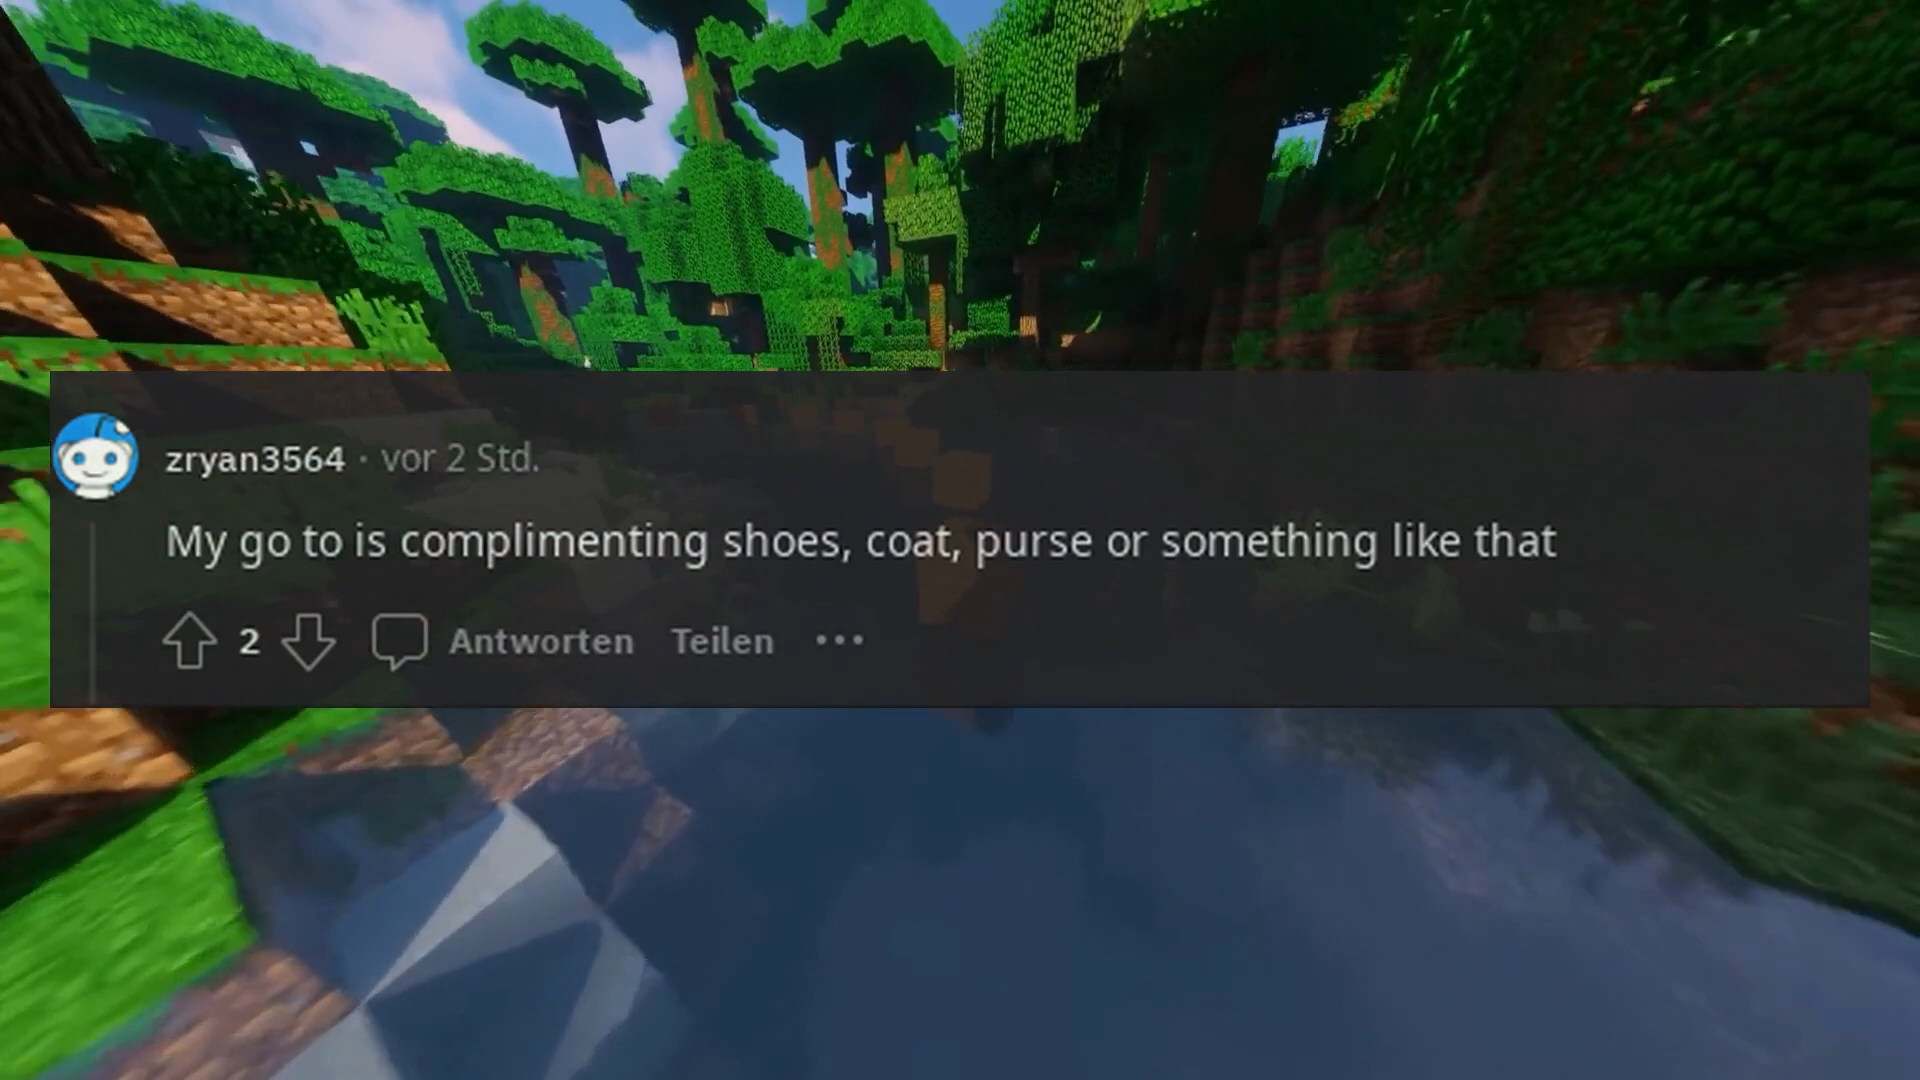 zryan3564 · vor 2 Std.
My go to is complimenting shoes, coat, purse or something like that
2 Antworten Teilen •••